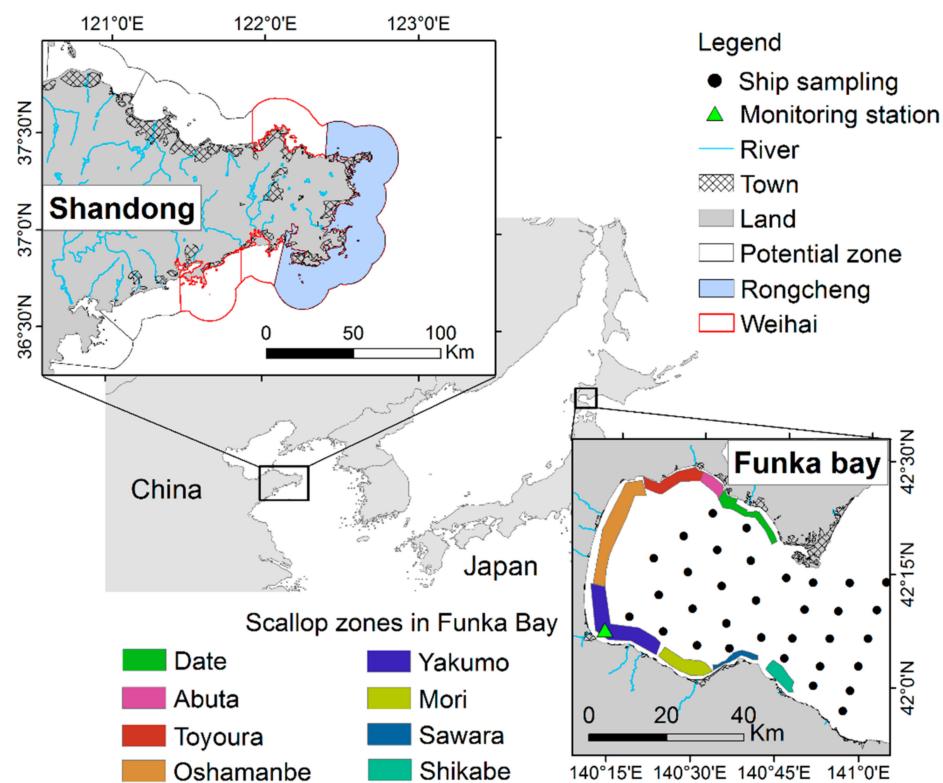 121°0'E
122°0'E
123°0'E
37°30'N
37°0'N
36°30'N
Shandong
0
50
100
Km
Legend
Ship sampling
Monitoring station
River
Town
Land
Potential zone
Rongcheng
Weihai
China
Japan
Funka bay
42°30'N
42°15'N
42°0'N
0
20
40
Km
140°15'E
140°30'E
140°45'E
141°0'E
Scallop zones in Funka Bay
Date
Abuta
Toyoura
Oshamanbe
Yakumo
Mori
Sawara
Shikabe